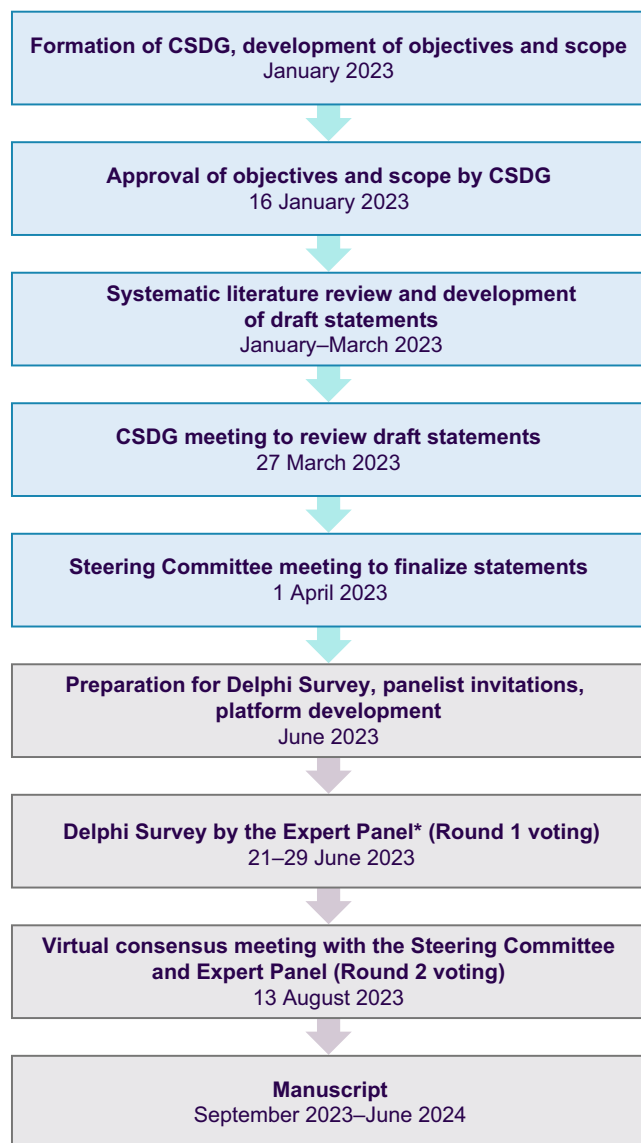 Formation of CSDG, development of objectives and scope
January 2023
Approval of objectives and scope by CSDG
16 January 2023
Systematic literature review and development
of draft statements
January–March 2023
CSDG meeting to review draft statements
27 March 2023
Steering Committee meeting to finalize statements
1 April 2023
Preparation for Delphi Survey, panelist invitations,
platform development
June 2023
Delphi Survey by the Expert Panel* (Round 1 voting)
21–29 June 2023
Virtual consensus meeting with the Steering Committee
and Expert Panel (Round 2 voting)
13 August 2023
Manuscript
September 2023–June 2024